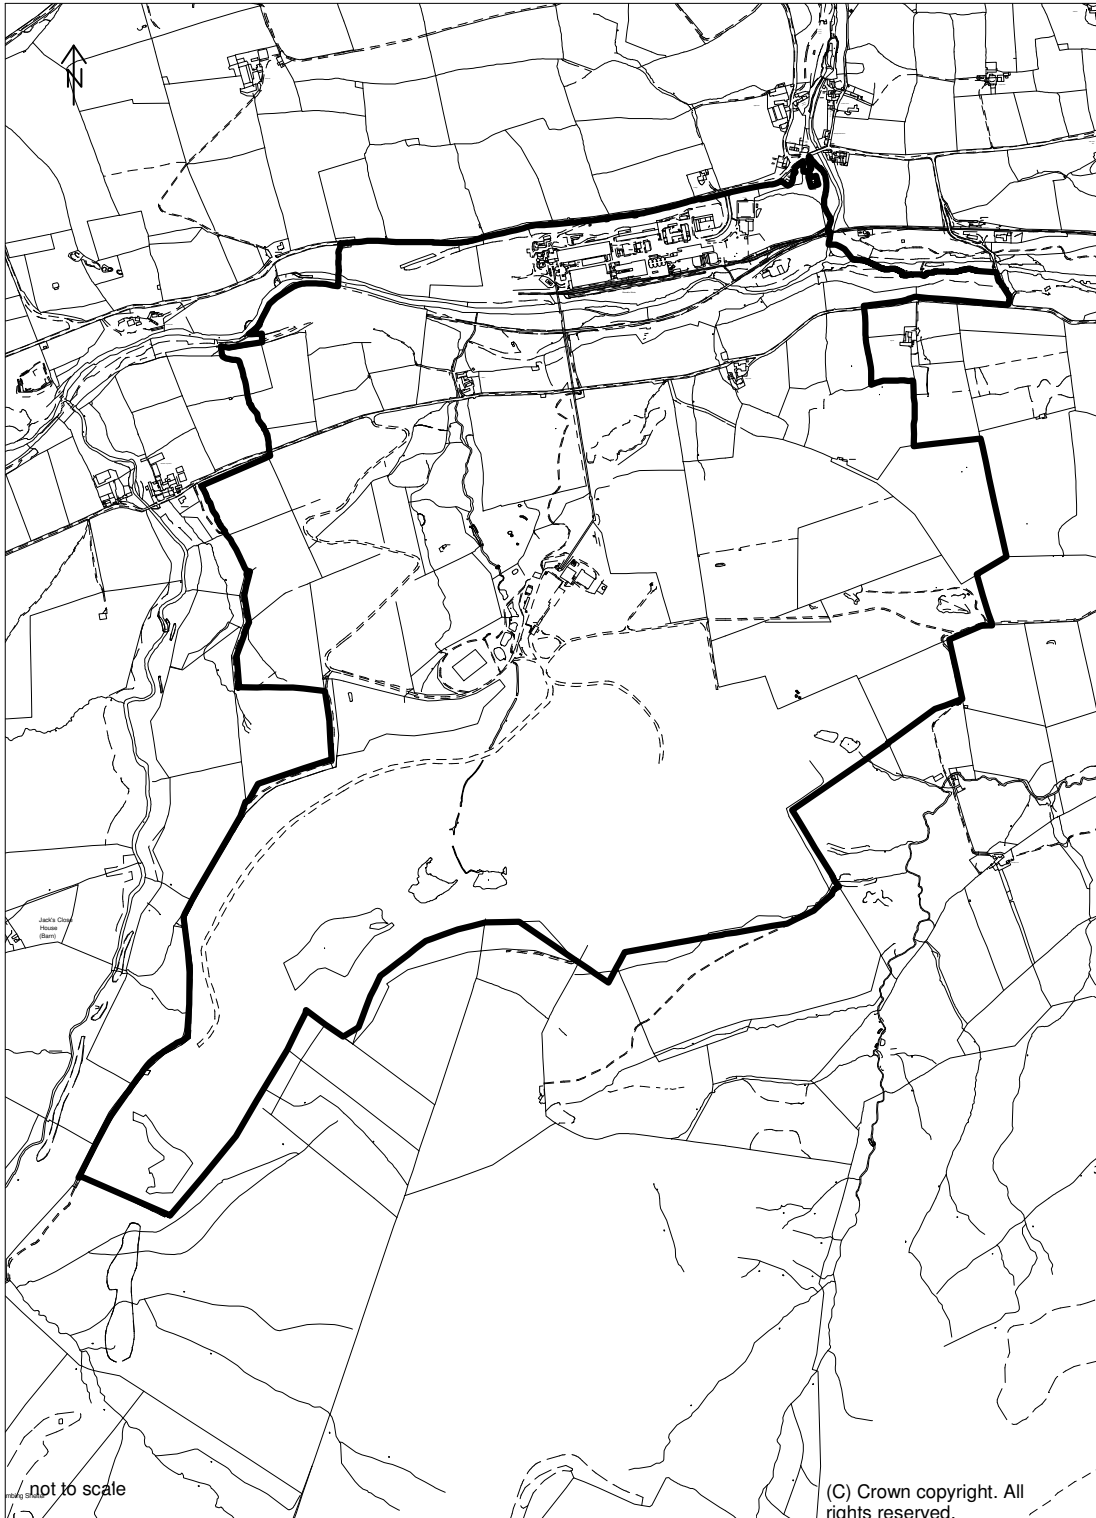 N
Jack's Close
House
(Barn)
not to scale
(C) Crown copyright. All
rights reserved.